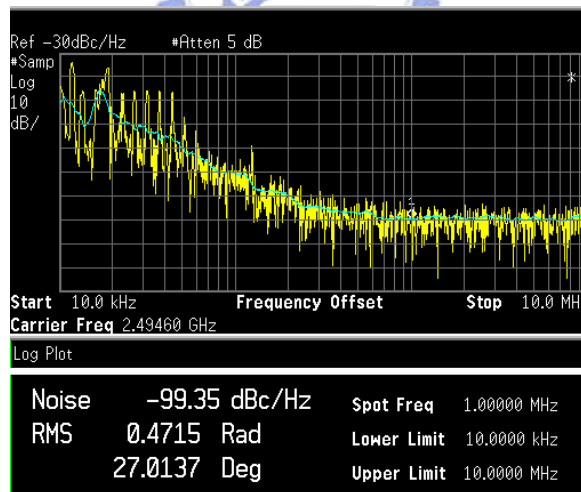 Ref -30dBc/Hz #Atten 5 dB
#Samp
Log
10
dB/
1
Start 10.0 kHz Frequency Offset Stop 10.0 MH
Carrier Freq 2.49460 GHz
Log Plot
Noise -99.35 dBc/Hz Spot Freq 1.00000 MHz
RMS 0.4715 Rad Lower Limit 10.0000 kHz
27.0137 Deg Upper Limit 10.0000 MHz